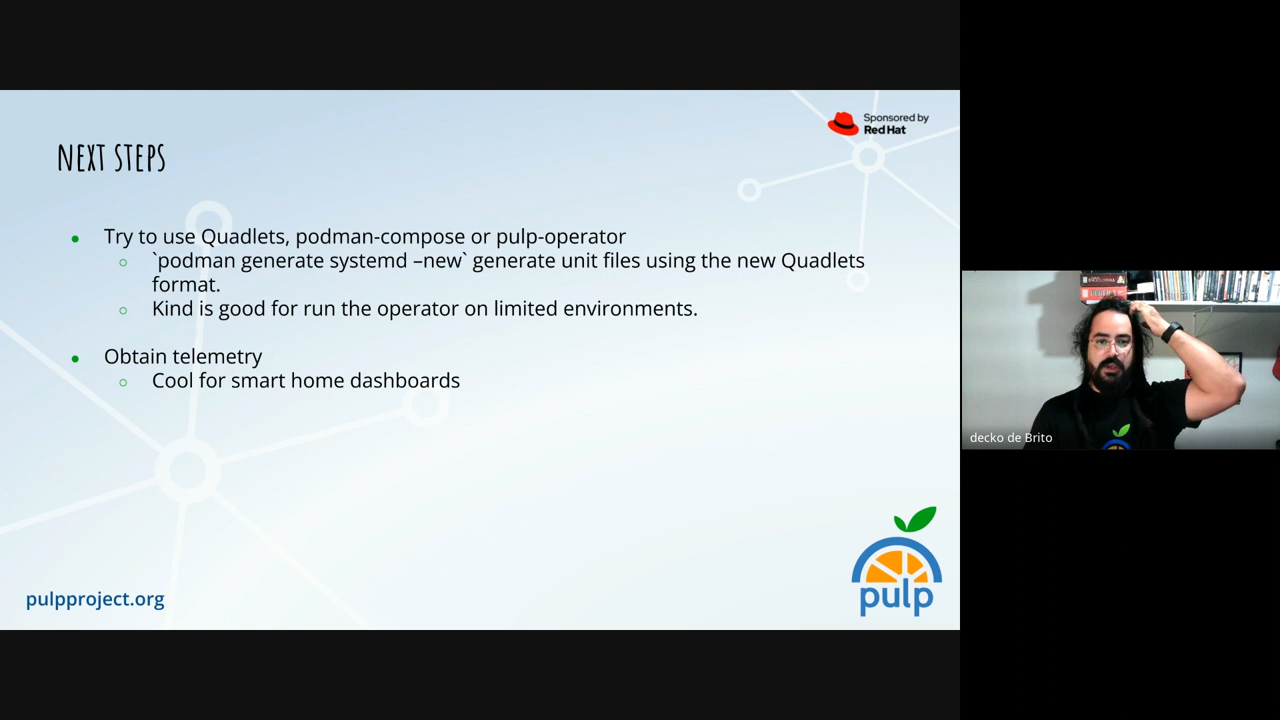 Sponsored by
Red Hat
NEXT STEPS
Try to use Quadlets, podman-compose or pulp-operator
`podman generate systemd –new` generate unit files using the new Quadlets
format.
Kind is good for run the operator on limited environments.
Obtain telemetry
Cool for smart home dashboards
decko de Brito
pulpproject.org
pulp